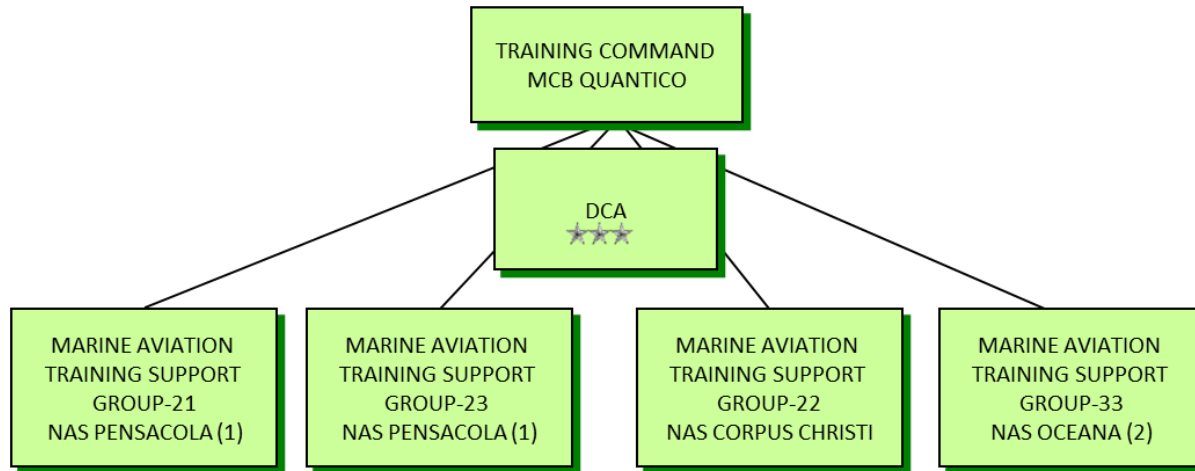 TRAINING COMMAND
MCB QUANTICO
DCA
MARINE AVIATION
TRAINING SUPPORT
GROUP-21
NAS PENSACOLA (1)
MARINE AVIATION
TRAINING SUPPORT
GROUP-23
NAS PENSACOLA (1)
MARINE AVIATION
TRAINING SUPPORT
GROUP-22
NAS CORPUS CHRISTI
MARINE AVIATION
TRAINING SUPPORT
GROUP-33
NAS OCEANA (2)